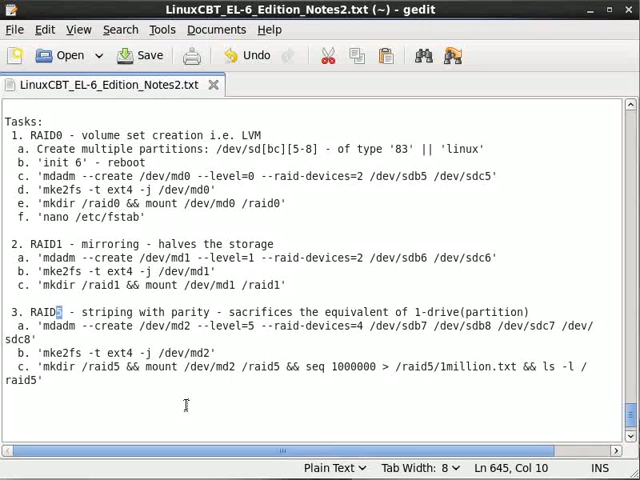 LinuxCBT_EL-6_Edition_Notes2.txt (~) - gedit
File Edit View Search Tools Documents Help
Open Save Undo
LinuxCBT_EL-6_Edition_Notes2.txt
Tasks:
1. RAID0 - volume set creation i.e. LVM
a. Create multiple partitions: /dev/sd[bc][5-8] - of type '83' || 'linux'
b. 'init 6' - reboot
c. 'mdadm --create /dev/md0 --level=0 --raid-devices=2 /dev/sdb5 /dev/sdc5'
d. 'mke2fs -t ext4 -j /dev/md0'
e. 'mkdir /raid0 && mount /dev/md0 /raid0'
f. 'nano /etc/fstab'
2. RAID1 - mirroring - halves the storage
a. 'mdadm --create /dev/md1 --level=1 --raid-devices=2 /dev/sdb6 /dev/sdc6'
b. 'mke2fs -t ext4 -j /dev/md1'
c. 'mkdir /raid1 && mount /dev/md1 /raid1'
3. RAID5 - striping with parity - sacrifices the equivalent of 1-drive(partition)
a. 'mdadm --create /dev/md2 --level=5 --raid-devices=4 /dev/sdb7 /dev/sdb8 /dev/sdc7 /dev/
sdc8'
b. 'mke2fs -t ext4 -j /dev/md2'
c. 'mkdir /raid5 && mount /dev/md2 /raid5 && seq 1000000 > /raid5/1million.txt && ls -l /
raid5'
Plain Text Tab Width: 8 Ln 645, Col 10 INS